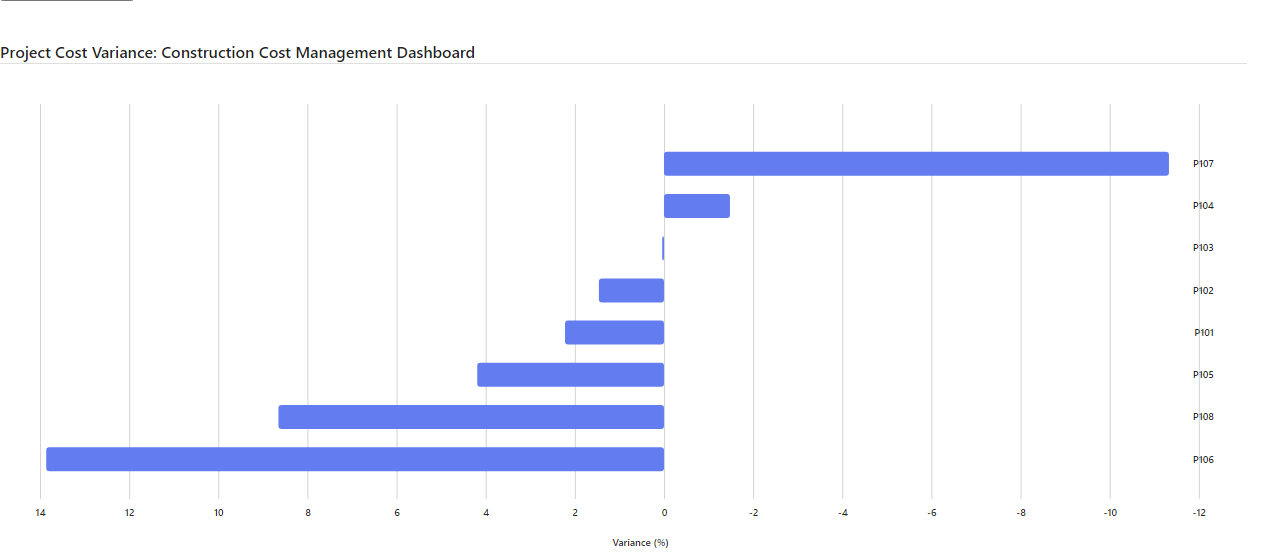 Project Cost Variance: Construction Cost Management Dashboard
P107
P104
P103
P102
P101
P105
P108
P106
14 12 10 8 6 4 2 0 -2 -4 -6 -8 -10 -12
Variance (%)